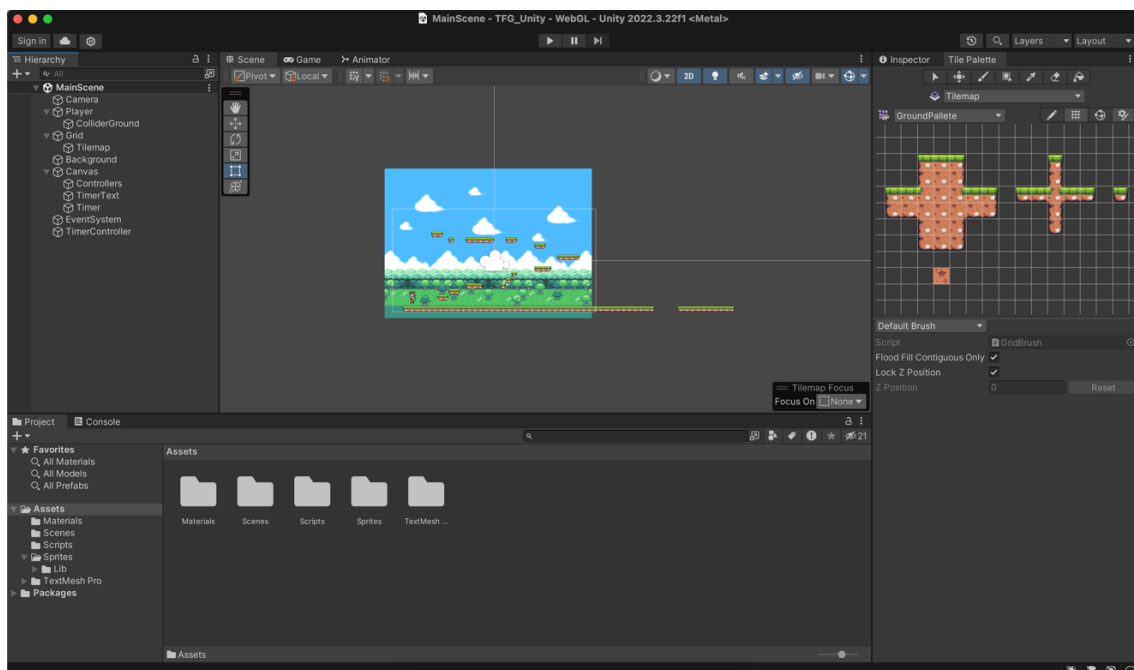 MainScene - TFG_Unity - WebGL - Unity 2022.3.22f1 <Metal>
Sign in
Layers
Layout
Hierarchy
All
MainScene
Camera
Player
ColliderGround
Grid
Tilemap
Background
Canvas
Controllers
TimerText
Timer
EventSystem
TimerController
Scene
Game
Animator
Pivot
Local
2D
Tilemap Focus
Focus On
None
Inspector
Tile Palette
Tilemap
GroundPallete
Default Brush
Script
GridBrush
Flood Fill Contiguous Only
Lock Z Position
Z Position
0
Reset
Project
Console
21
Favorites
All Materials
All Models
All Prefabs
Assets
Materials
Scenes
Scripts
Sprites
Lib
TextMesh Pro
Packages
Assets
Materials
Scenes
Scripts
Sprites
TextMesh ...
Assets